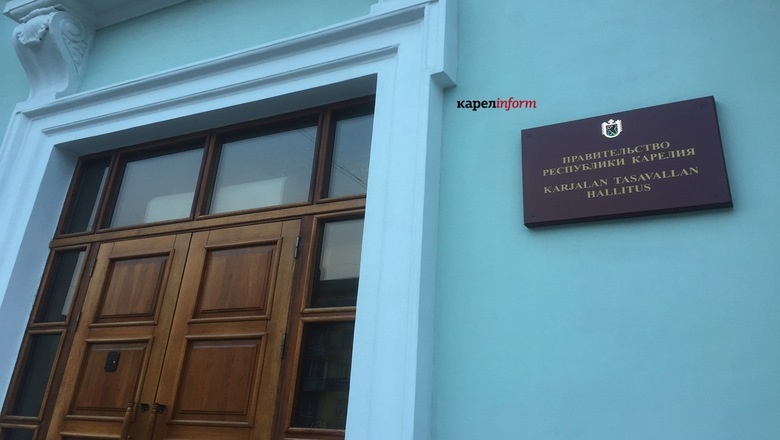 карелinform
ПРАВИТЕЛЬСТВО
РЕСПУБЛИКИ КАРЕЛИЯ
KARJALAN TASAVALLAN
HALLITUS